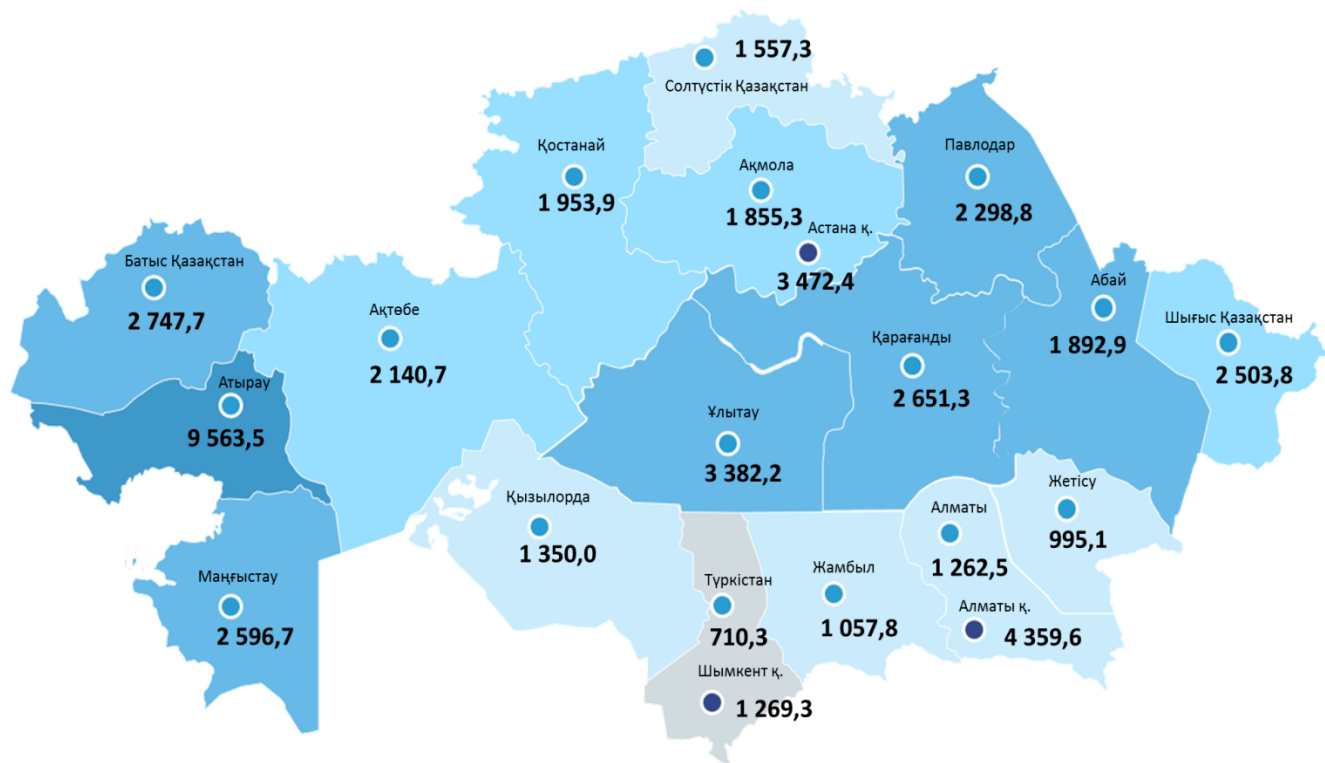 1 557,3
Солтүстік Қазақстан
Қостанай
1 953,9
Ақмола
1 855,3
Астана қ.
3 472,4
Павлодар
2 298,8
Батыс Қазақстан
2 747,7
Ақтөбе
2 140,7
Абай
1 892,9
Шығыс Қазақстан
2 503,8
Қарағанды
2 651,3
Атырау
9 563,5
Ұлытау
3 382,2
Қызылорда
1 350,0
Жетісу
995,1
Алматы
1 262,5
Маңғыстау
2 596,7
Түркістан
710,3
Жамбыл
1 057,8
Алматы қ.
4 359,6
Шымкент қ.
1 269,3